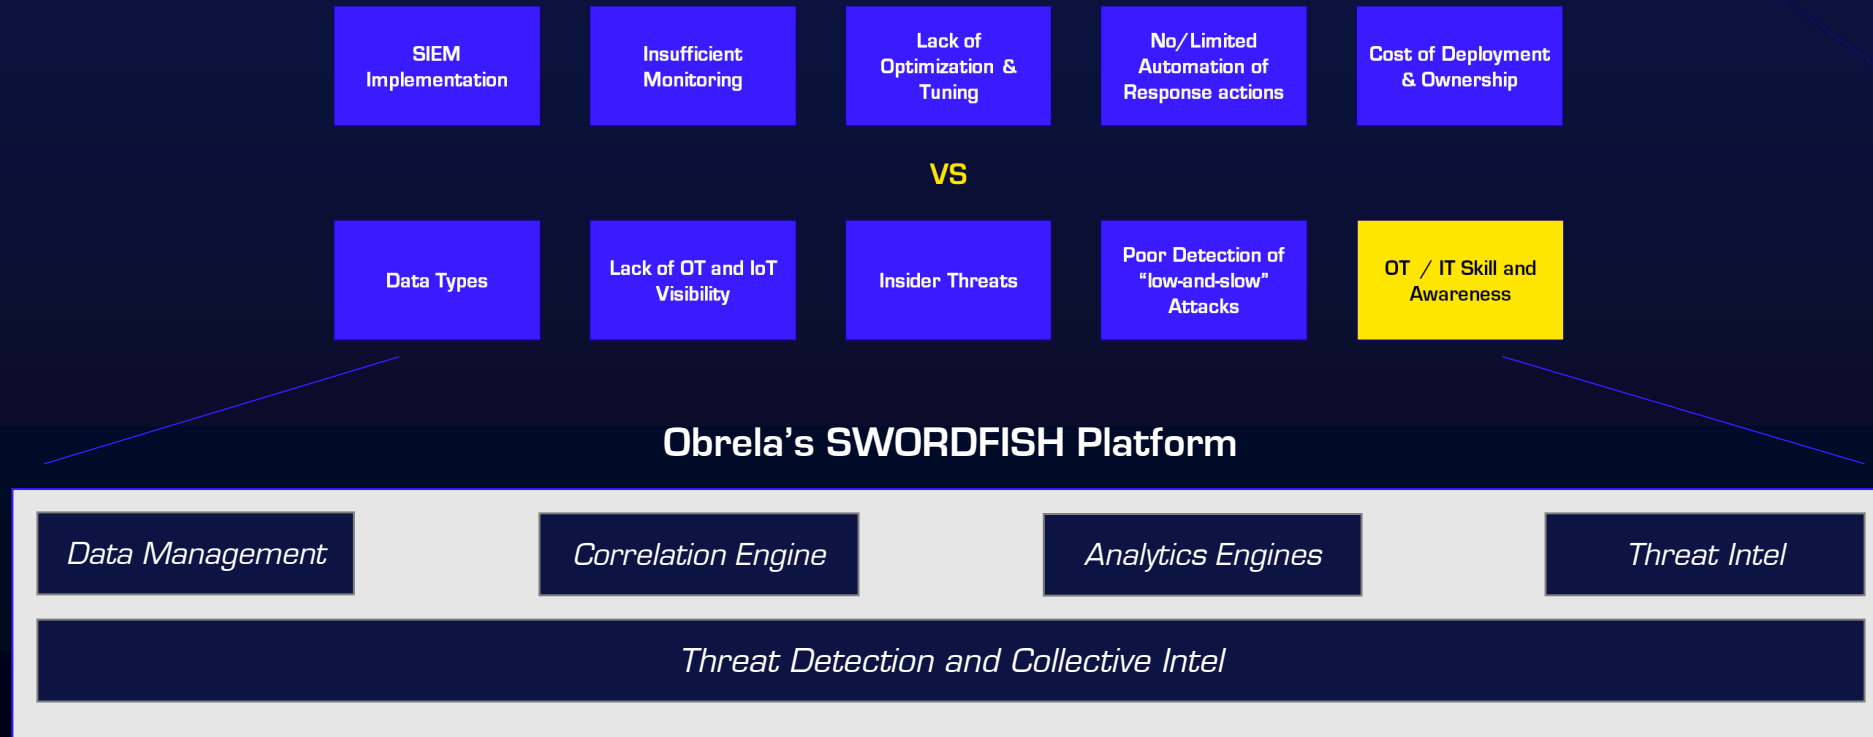 SIEM
Implementation
Insufficient
Monitoring
Lack of
Optimization &
Tuning
No/Limited
Automation of
Response actions
Cost of Deployment
& Ownership
VS
Data Types
Lack of OT and IoT
Visibility
Insider Threats
Poor Detection of
“low-and-slow”
Attacks
OT / IT Skill and
Awareness
Obrela’s SWORDFISH Platform
Data Management
Correlation Engine
Analytics Engines
Threat Intel
Threat Detection and Collective Intel